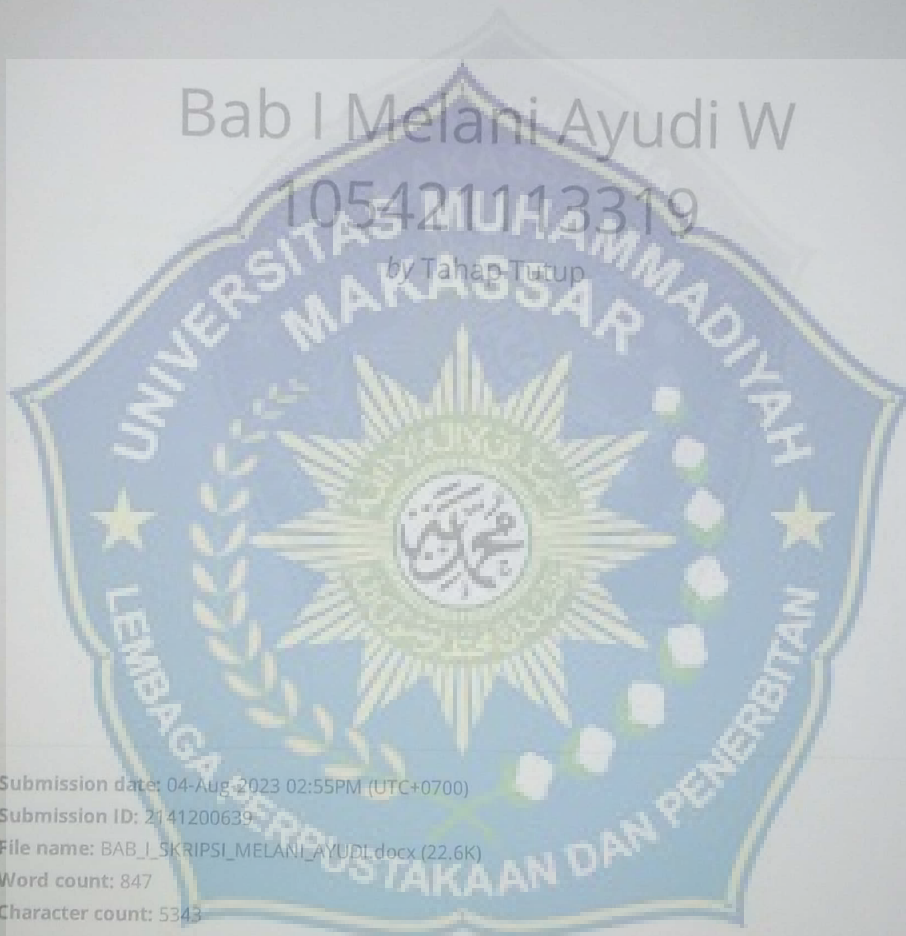 Bab I Melani Ayudi W
105421113319
by Tahap Tutup
UNIVERSITAS MUHAMMADIYAH
MAKASSAR
LEMBAGA PERPUSTAKAAN DAN PENERBITAN
Submission date: 04-Aug-2023 02:55PM (UTC+0700)
Submission ID: 2141200639
File name: BAB_I_SKRIPSI_MELANI_AYUDI.docx (22.6K)
Word count: 847
Character count: 5343